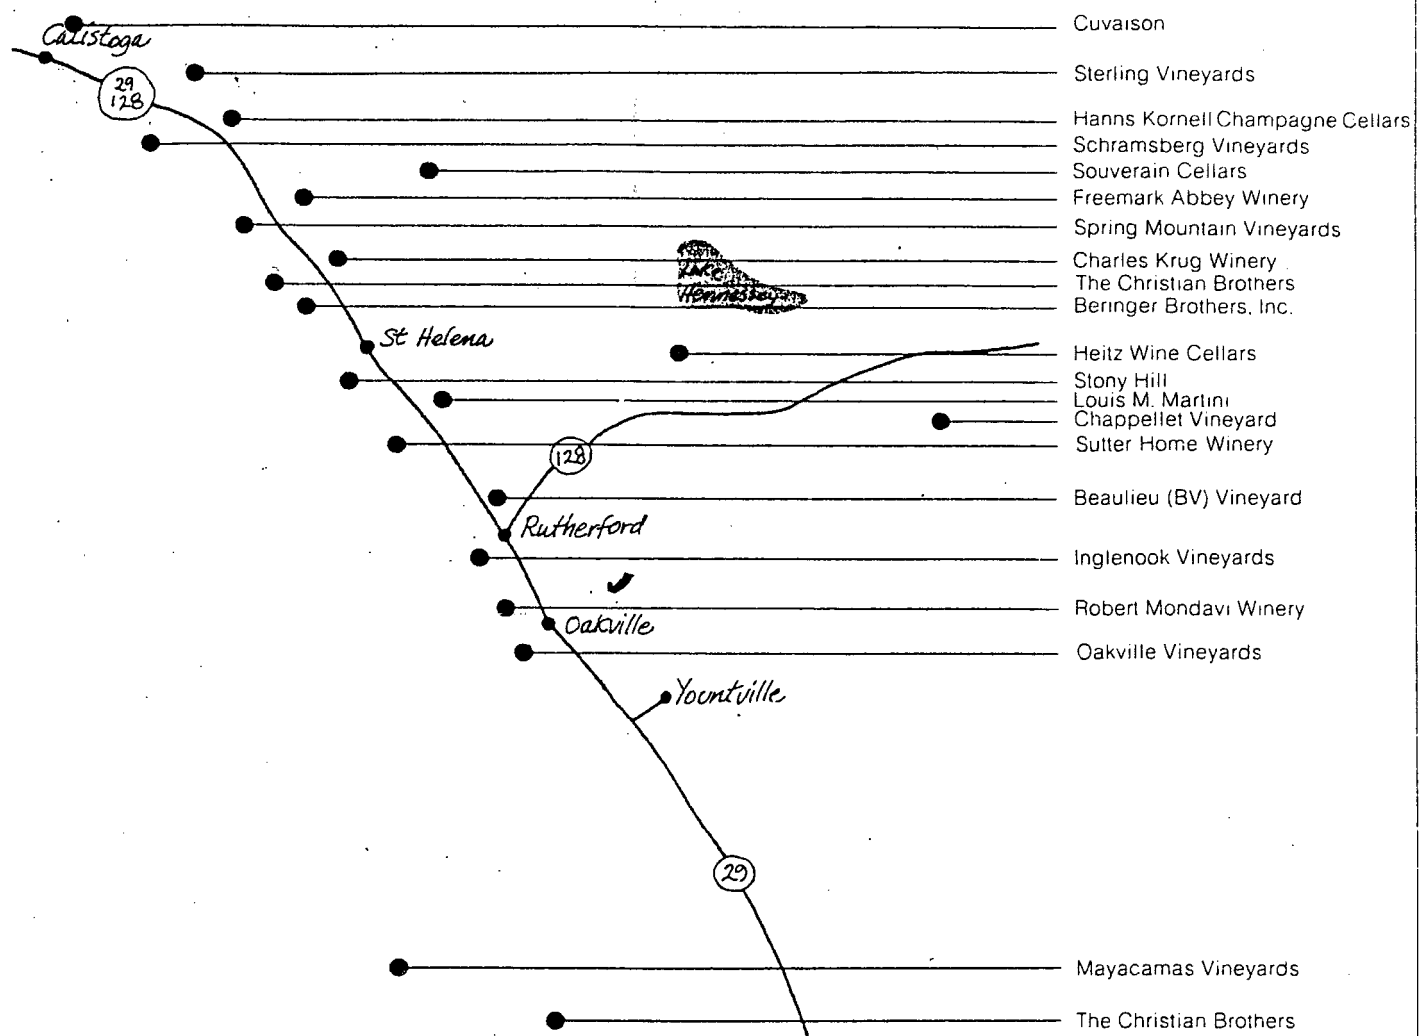 Cuvaison
Calistoga
Sterling Vineyards
29
128
Hanns Kornell Champagne Cellars
Schramsberg Vineyards
Souverain Cellars
Freemark Abbey Winery
Spring Mountain Vineyards
Charles Krug Winery
Lake
The Christian Brothers
Hennessey
Beringer Brothers, Inc.
St Helena
Heitz Wine Cellars
Stony Hill
Louis M. Martini
Chappellet Vineyard
Sutter Home Winery
128
Beaulieu (BV) Vineyard
Rutherford
Inglenook Vineyards
Robert Mondavi Winery
Oakville
Oakville Vineyards
Yountville
29
Mayacamas Vineyards
The Christian Brothers